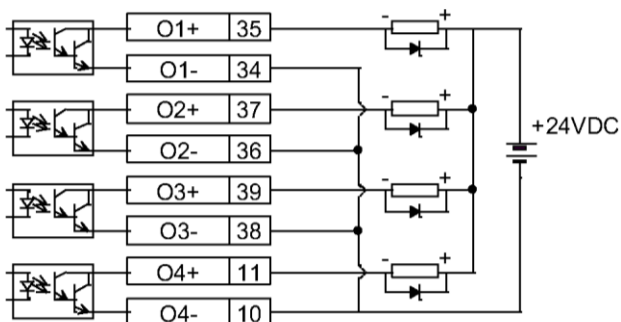 O1+ 35 - +
O1- 34
O2+ 37 - +
+24VDC
O2- 36
O3+ 39 - +
O3- 38
O4+ 11 - +
O4- 10